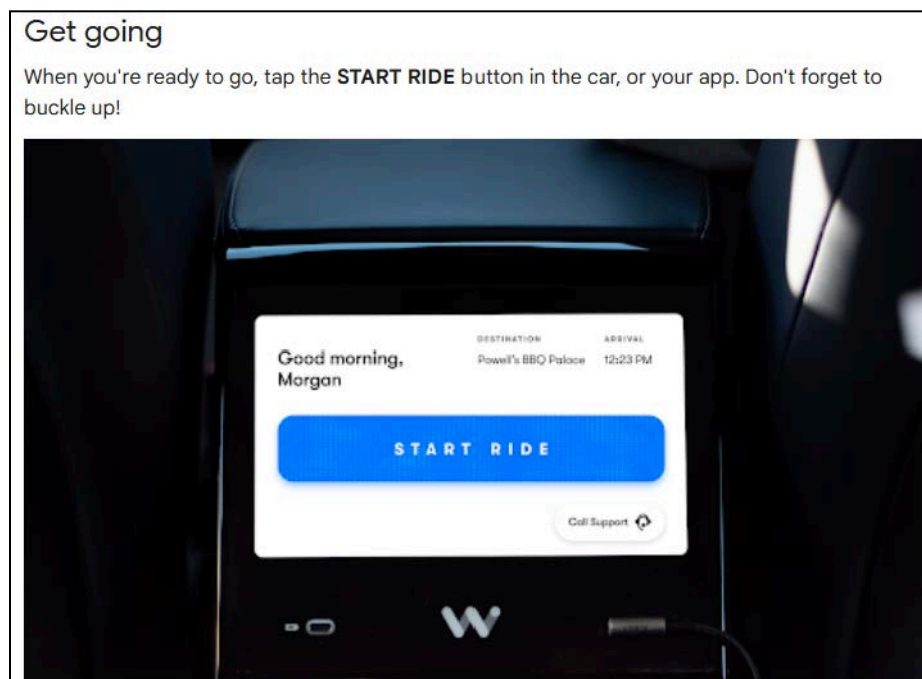 Get going
When you're ready to go, tap the START RIDE button in the car, or your app. Don't forget to
buckle up!
Good morning,
Morgan
DESTINATION
Powell's BBQ Palace
ARRIVAL
12:23 PM
START RIDE
Call Support